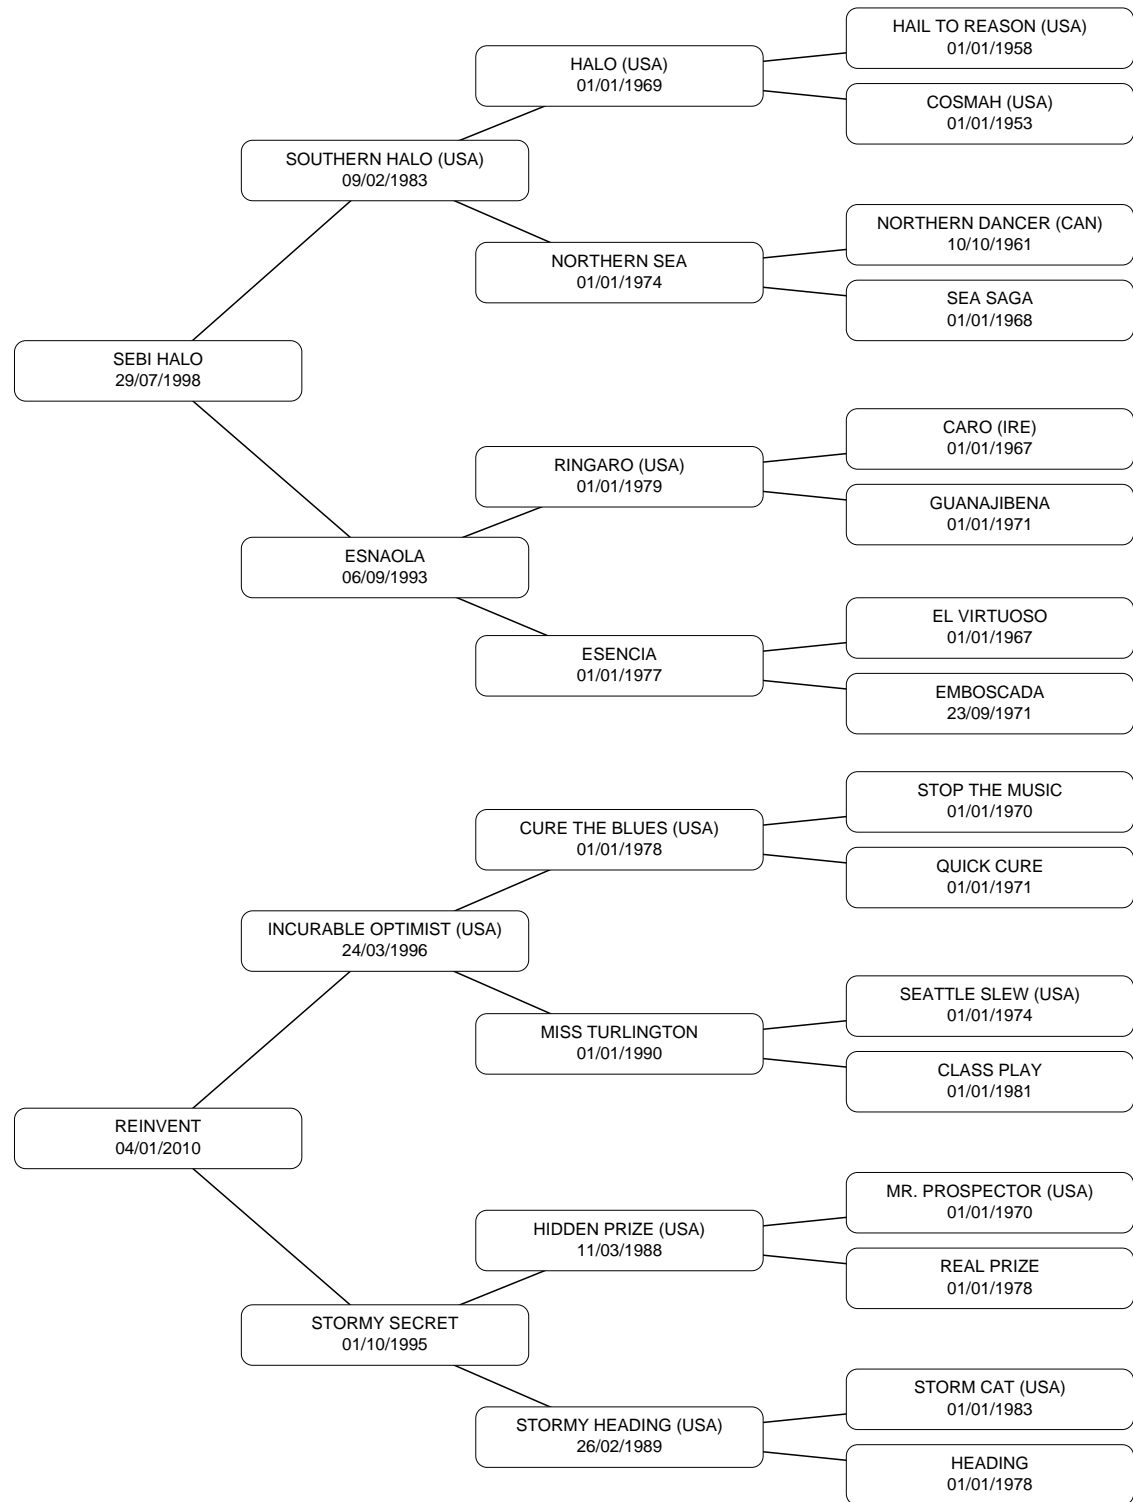 HAIL TO REASON (USA)
01/01/1958
HALO (USA)
01/01/1969
COSMAH (USA)
01/01/1953
SOUTHERN HALO (USA)
09/02/1983
NORTHERN DANCER (CAN)
10/10/1961
NORTHERN SEA
01/01/1974
SEA SAGA
01/01/1968
SEBI HALO
29/07/1998
CARO (IRE)
01/01/1967
RINGARO (USA)
01/01/1979
GUANAJIBENA
01/01/1971
ESNAOLA
06/09/1993
EL VIRTUOSO
01/01/1967
ESENCIA
01/01/1977
EMBOSCADA
23/09/1971
STOP THE MUSIC
01/01/1970
CURE THE BLUES (USA)
01/01/1978
QUICK CURE
01/01/1971
INCURABLE OPTIMIST (USA)
24/03/1996
SEATTLE SLEW (USA)
01/01/1974
MISS TURLINGTON
01/01/1990
CLASS PLAY
01/01/1981
REINVENT
04/01/2010
MR. PROSPECTOR (USA)
01/01/1970
HIDDEN PRIZE (USA)
11/03/1988
REAL PRIZE
01/01/1978
STORMY SECRET
01/10/1995
STORM CAT (USA)
01/01/1983
STORMY HEADING (USA)
26/02/1989
HEADING
01/01/1978